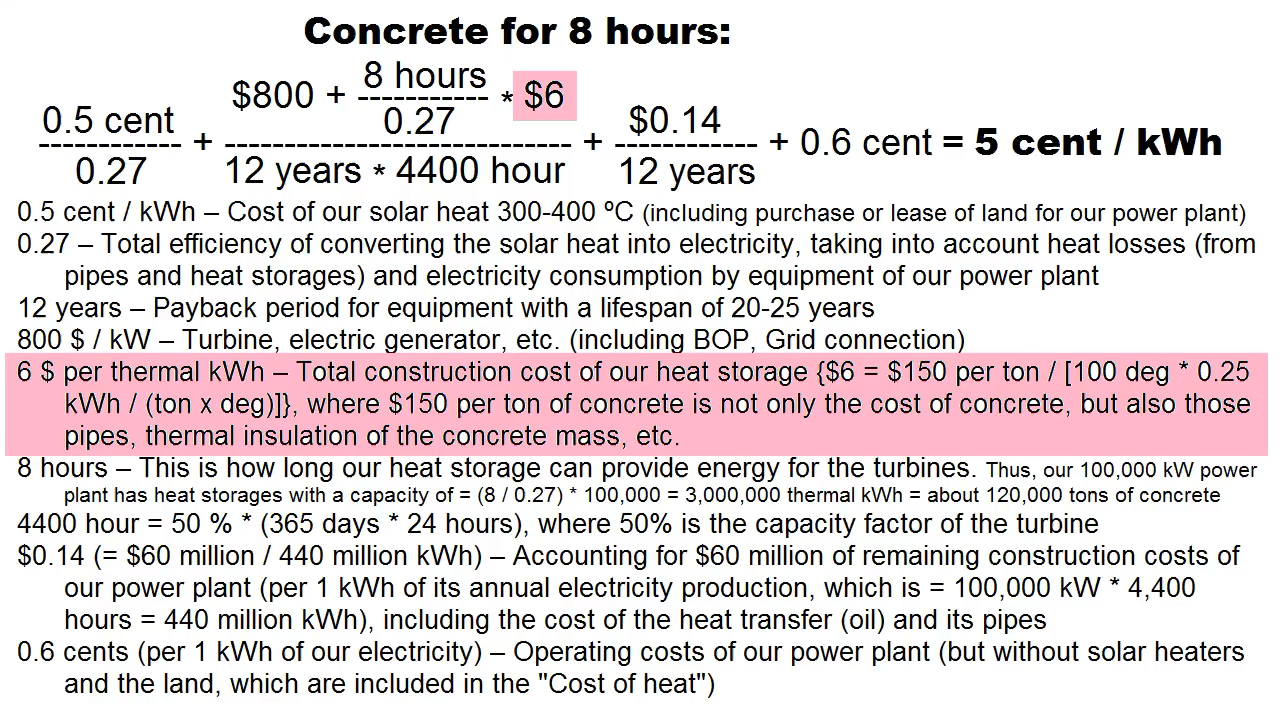 Concrete for 8 hours:
0.5 cent
------------
0.27
+
$800 + 8 hours
-----------
0.27
* $6
-----------------------------
12 years * 4400 hour
+
$0.14
------------
12 years
+ 0.6 cent = 5 cent / kWh
0.5 cent / kWh – Cost of our solar heat 300-400 ºC (including purchase or lease of land for our power plant)
0.27 – Total efficiency of converting the solar heat into electricity, taking into account heat losses (from
pipes and heat storages) and electricity consumption by equipment of our power plant
12 years – Payback period for equipment with a lifespan of 20-25 years
800 $ / kW – Turbine, electric generator, etc. (including BOP, Grid connection)
6 $ per thermal kWh – Total construction cost of our heat storage {$6 = $150 per ton / [100 deg * 0.25
kWh / (ton x deg)]}, where $150 per ton of concrete is not only the cost of concrete, but also those
pipes, thermal insulation of the concrete mass, etc.
8 hours – This is how long our heat storage can provide energy for the turbines. Thus, our 100,000 kW power
plant has heat storages with a capacity of = (8 / 0.27) * 100,000 = 3,000,000 thermal kWh = about 120,000 tons of concrete
4400 hour = 50 % * (365 days * 24 hours), where 50% is the capacity factor of the turbine
$0.14 (= $60 million / 440 million kWh) – Accounting for $60 million of remaining construction costs of
our power plant (per 1 kWh of its annual electricity production, which is = 100,000 kW * 4,400
hours = 440 million kWh), including the cost of the heat transfer (oil) and its pipes
0.6 cents (per 1 kWh of our electricity) – Operating costs of our power plant (but without solar heaters
and the land, which are included in the "Cost of heat")